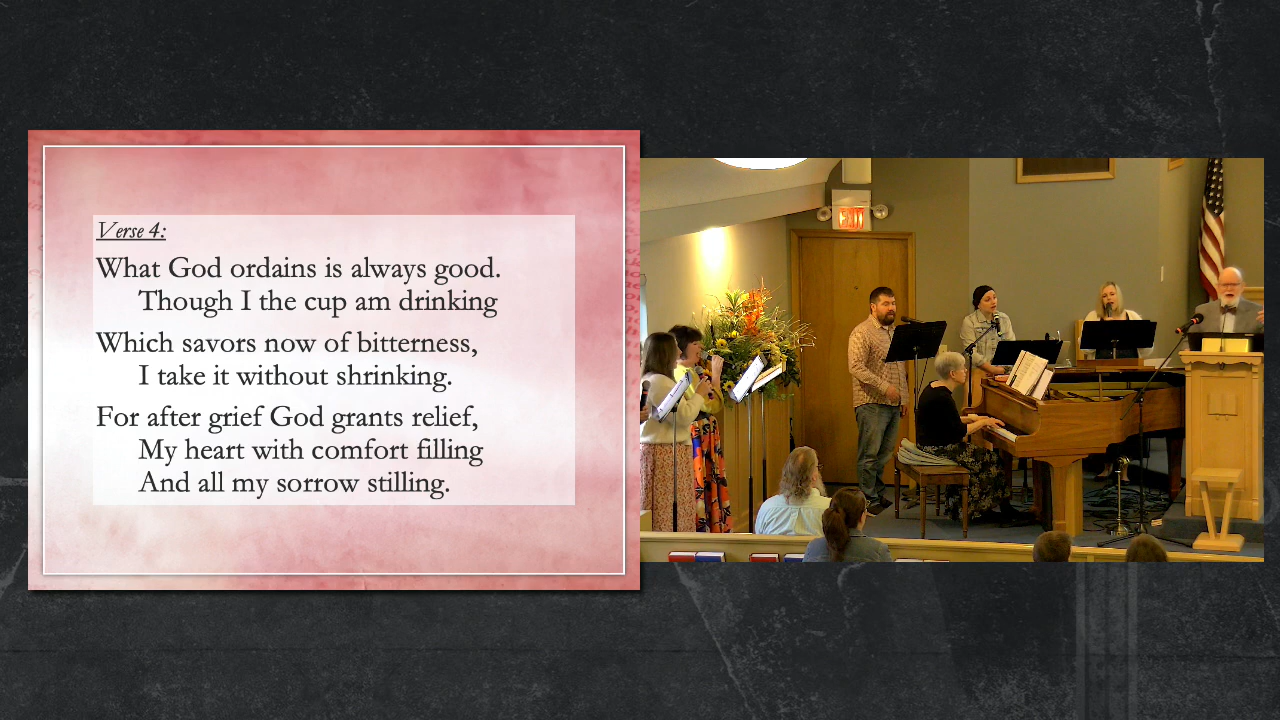 Verse 4:
What God ordains is always good.
Though I the cup am drinking
Which savors now of bitterness,
I take it without shrinking.
For after grief God grants relief,
My heart with comfort filling
And all my sorrow stilling.
EXIT